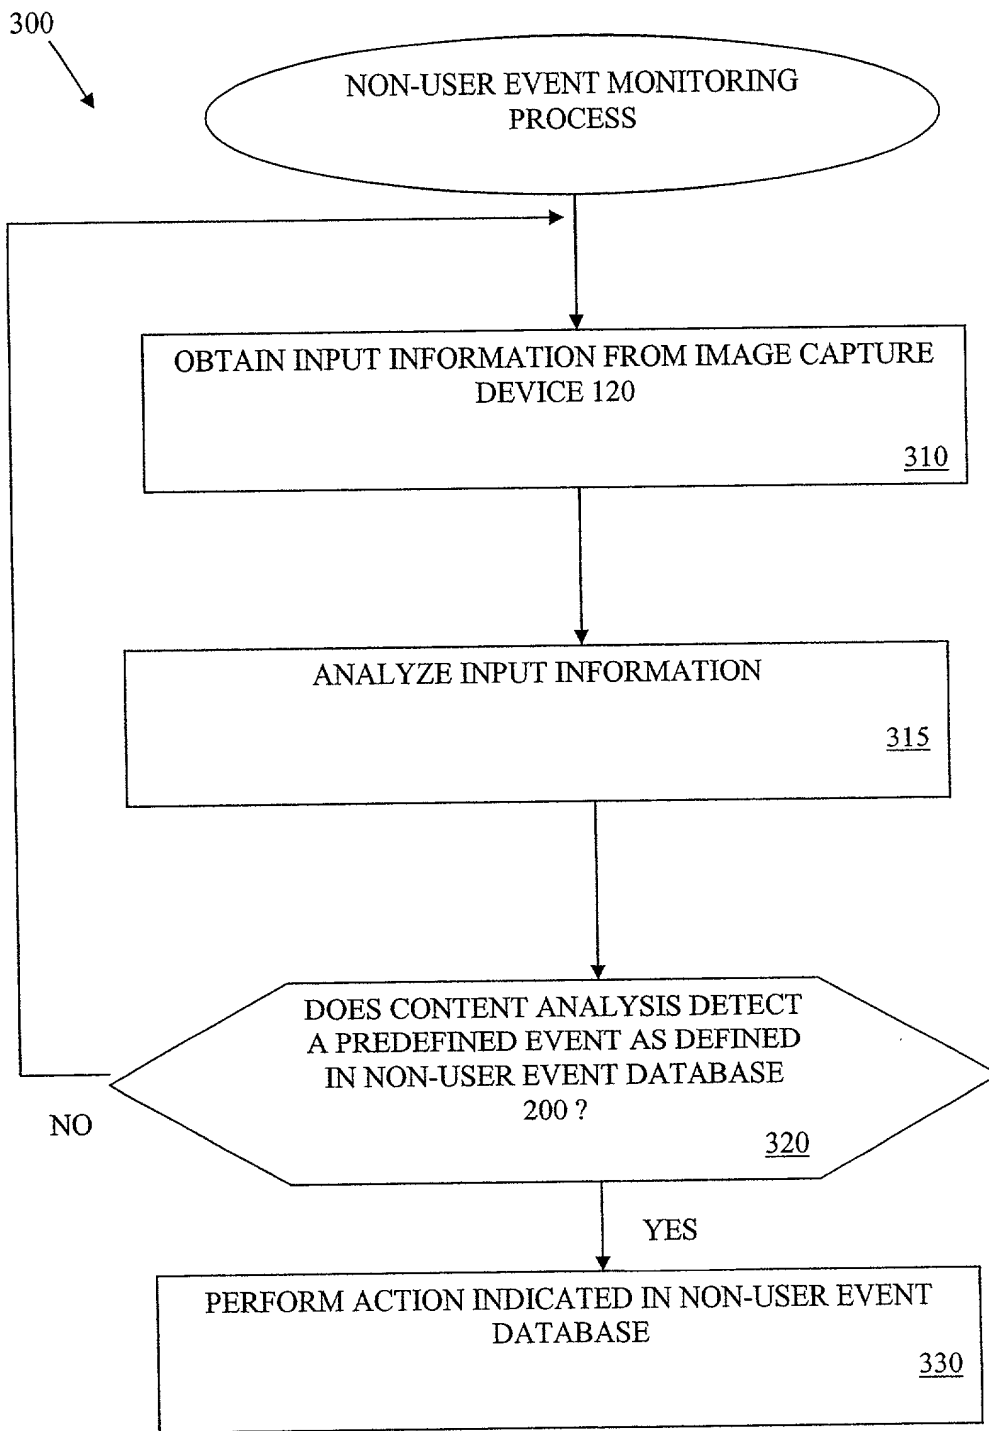 300
NON-USER EVENT MONITORING
PROCESS
OBTAIN INPUT INFORMATION FROM IMAGE CAPTURE
DEVICE 120
310
ANALYZE INPUT INFORMATION
315
DOES CONTENT ANALYSIS DETECT
A PREDEFINED EVENT AS DEFINED
IN NON-USER EVENT DATABASE
200 ?
320
NO
YES
PERFORM ACTION INDICATED IN NON-USER EVENT
DATABASE
330